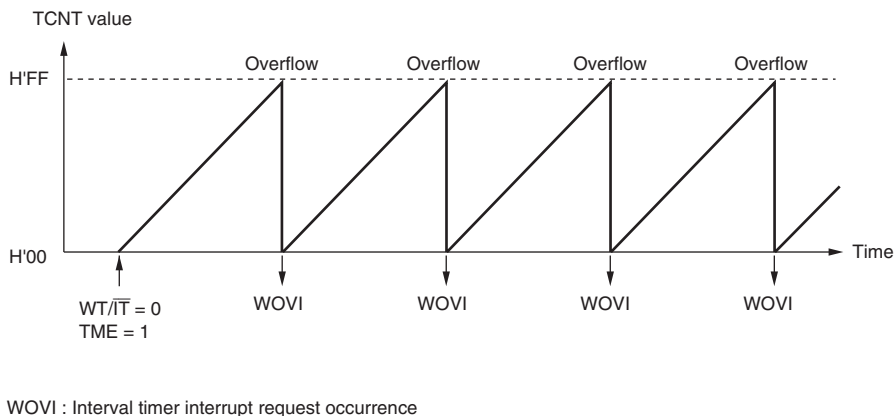 TCNT value
Overflow Overflow Overflow Overflow
H'FF
H'00
Time
WT/I̅T̅ = 0
TME = 1
WOVI WOVI WOVI WOVI
WOVI : Interval timer interrupt request occurrence